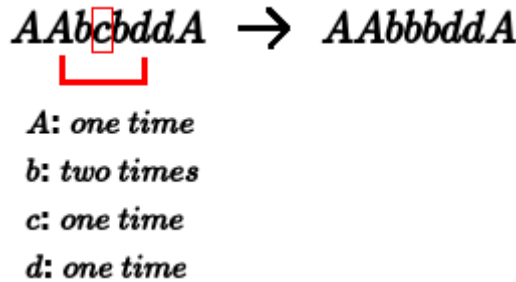 AAbcbddA → AAbbbddA
A: one time
b: two times
c: one time
d: one time